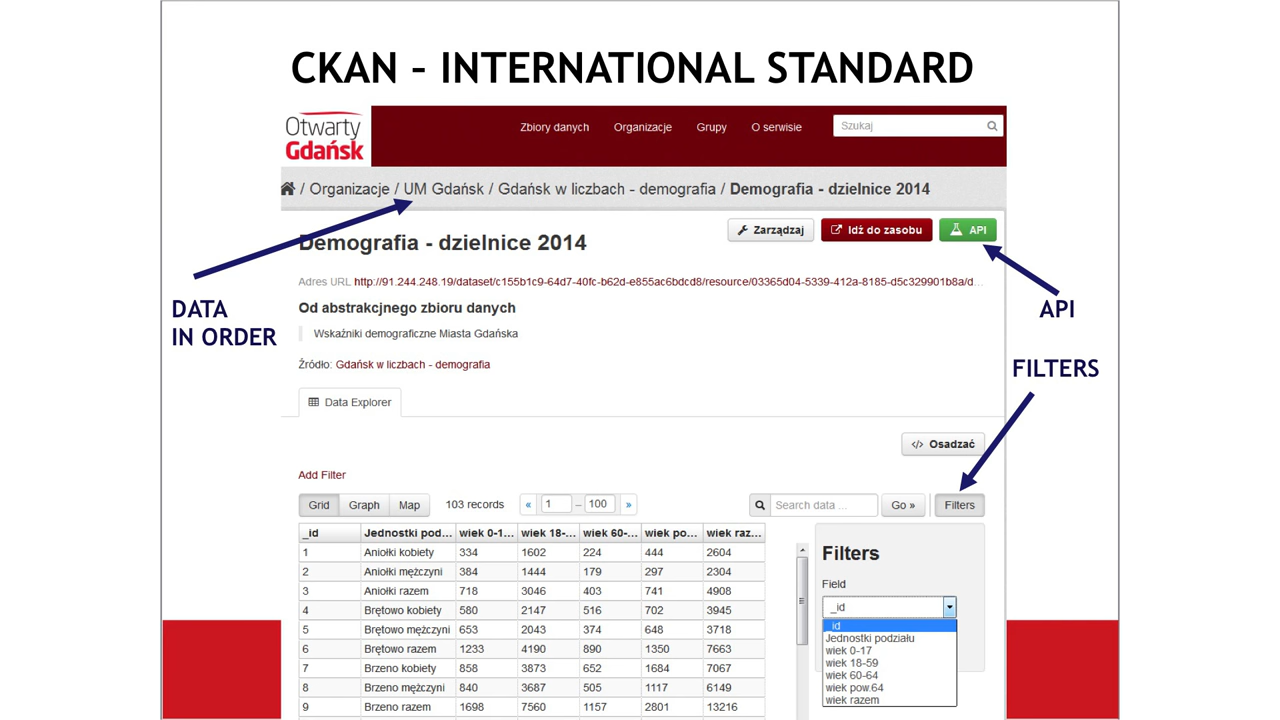 CKAN – INTERNATIONAL STANDARD
Otwarty
Gdańsk
Zbiory danych Organizacje Grupy O serwisie Szukaj
/ Organizacje / UM Gdańsk / Gdańsk w liczbach - demografia / Demografia - dzielnice 2014
Zarządzaj Idź do zasobu API
Demografia - dzielnice 2014
Adres URL http://91.244.248.19/dataset/c155b1c9-64d7-40fc-b62d-e855ac6bdcd8/resource/03365d04-5339-412a-8185-d5c329901b8a/d...
DATA
IN ORDER
API
Od abstrakcjnego zbioru danych
Wskaźniki demograficzne Miasta Gdańska
Źródło: Gdańsk w liczbach - demografia
FILTERS
Data Explorer
Osadzać
Add Filter
Grid Graph Map 103 records « 1 – 100 » Search data ... Go » Filters
_id Jednostki pod... wiek 0-1... wiek 18-... wiek 60-... wiek po... wiek raz...
1 Aniołki kobiety 334 1602 224 444 2604
2 Aniołki mężczyni 384 1444 179 297 2304
3 Aniołki razem 718 3046 403 741 4908
4 Brętowo kobiety 580 2147 516 702 3945
5 Brętowo mężczyni 653 2043 374 648 3718
6 Brętowo razem 1233 4190 890 1350 7663
7 Brzeno kobiety 858 3873 652 1684 7067
8 Brzeno mężczyni 840 3687 505 1117 6149
9 Brzeno razem 1698 7560 1157 2801 13216
Filters
Field
_id
_id
Jednostki podziału
wiek 0-17
wiek 18-59
wiek 60-64
wiek pow.64
wiek razem